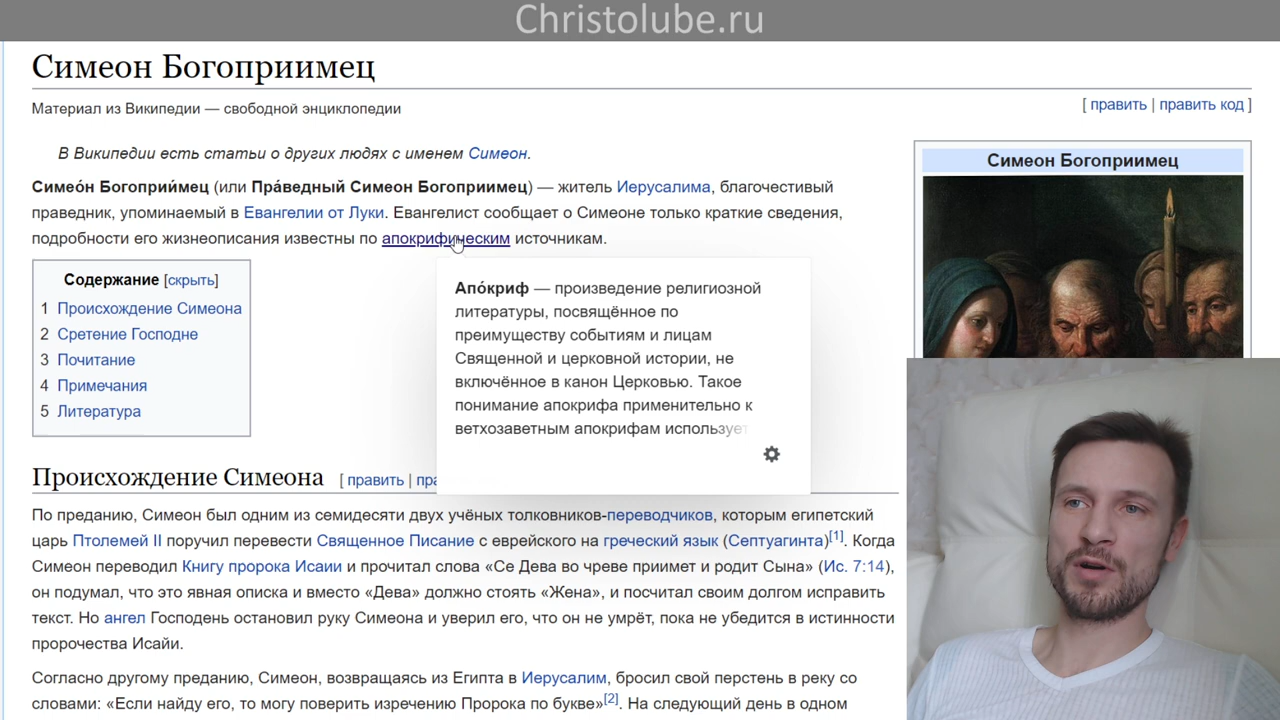 Christolube.ru
Симеон Богоприимец
Материал из Википедии — свободной энциклопедии
[ править | править код ]
В Википедии есть статьи о других людях с именем Симеон.
Симео́н Богоприи́мец (или Пра́ведный Симеон Богоприимец) — житель Иерусалима, благочестивый
праведник, упоминаемый в Евангелии от Луки. Евангелист сообщает о Симеоне только краткие сведения,
подробности его жизнеописания известны по апокрифическим источникам.
Симеон Богоприимец
Содержание [скрыть]
1 Происхождение Симеона
2 Сретение Господне
3 Почитание
4 Примечания
5 Литература
Апо́криф — произведение религиозной
литературы, посвящённое по
преимуществу событиям и лицам
Священной и церковной истории, не
включённое в канон Церковью. Такое
понимание апокрифа применительно к
ветхозаветным апокрифам использует
Происхождение Симеона [ править | пра
По преданию, Симеон был одним из семидесяти двух учёных толковников-переводчиков, которым египетский
царь Птолемей II поручил перевести Священное Писание с еврейского на греческий язык (Септуагинта)[1]. Когда
Симеон переводил Книгу пророка Исаии и прочитал слова «Се Дева во чреве приимет и родит Сына» (Ис. 7:14),
он подумал, что это явная описка и вместо «Дева» должно стоять «Жена», и посчитал своим долгом исправить
текст. Но ангел Господень остановил руку Симеона и уверил его, что он не умрёт, пока не убедится в истинности
пророчества Исайи.
Согласно другому преданию, Симеон, возвращаясь из Египта в Иерусалим, бросил свой перстень в реку со
словами: «Если найду его, то могу поверить изречению Пророка по букве»[2]. На следующий день в одном